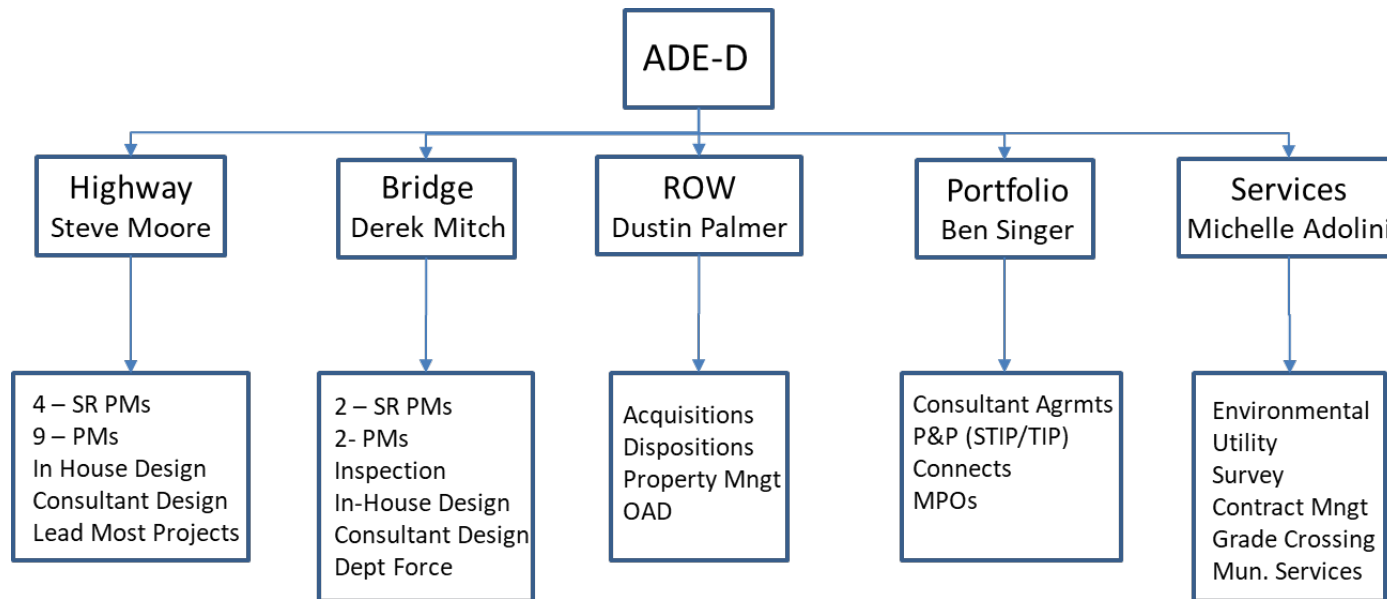 ADE-D
Highway
Steve Moore
Bridge
Derek Mitch
ROW
Dustin Palmer
Portfolio
Ben Singer
Services
Michelle Adolini
4 – SR PMs
9 – PMs
In House Design
Consultant Design
Lead Most Projects
2 – SR PMs
2- PMs
Inspection
In-House Design
Consultant Design
Dept Force
Acquisitions
Dispositions
Property Mngt
OAD
Consultant Agrmts
P&P (STIP/TIP)
Connects
MPOs
Environmental
Utility
Survey
Contract Mngt
Grade Crossing
Mun. Services